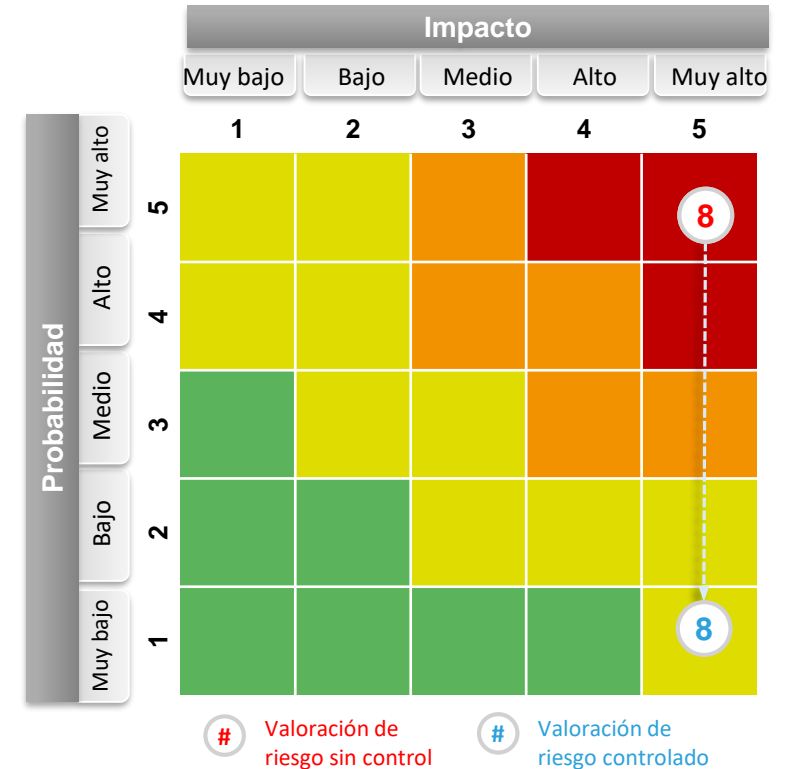 Impacto
Muy bajo Bajo Medio Alto Muy alto
1 2 3 4 5
Probabilidad
Muy alto
5
8
Alto
4
Medio
3
Bajo
2
Muy bajo
1
8
# Valoración de
riesgo sin control
# Valoración de
riesgo controlado